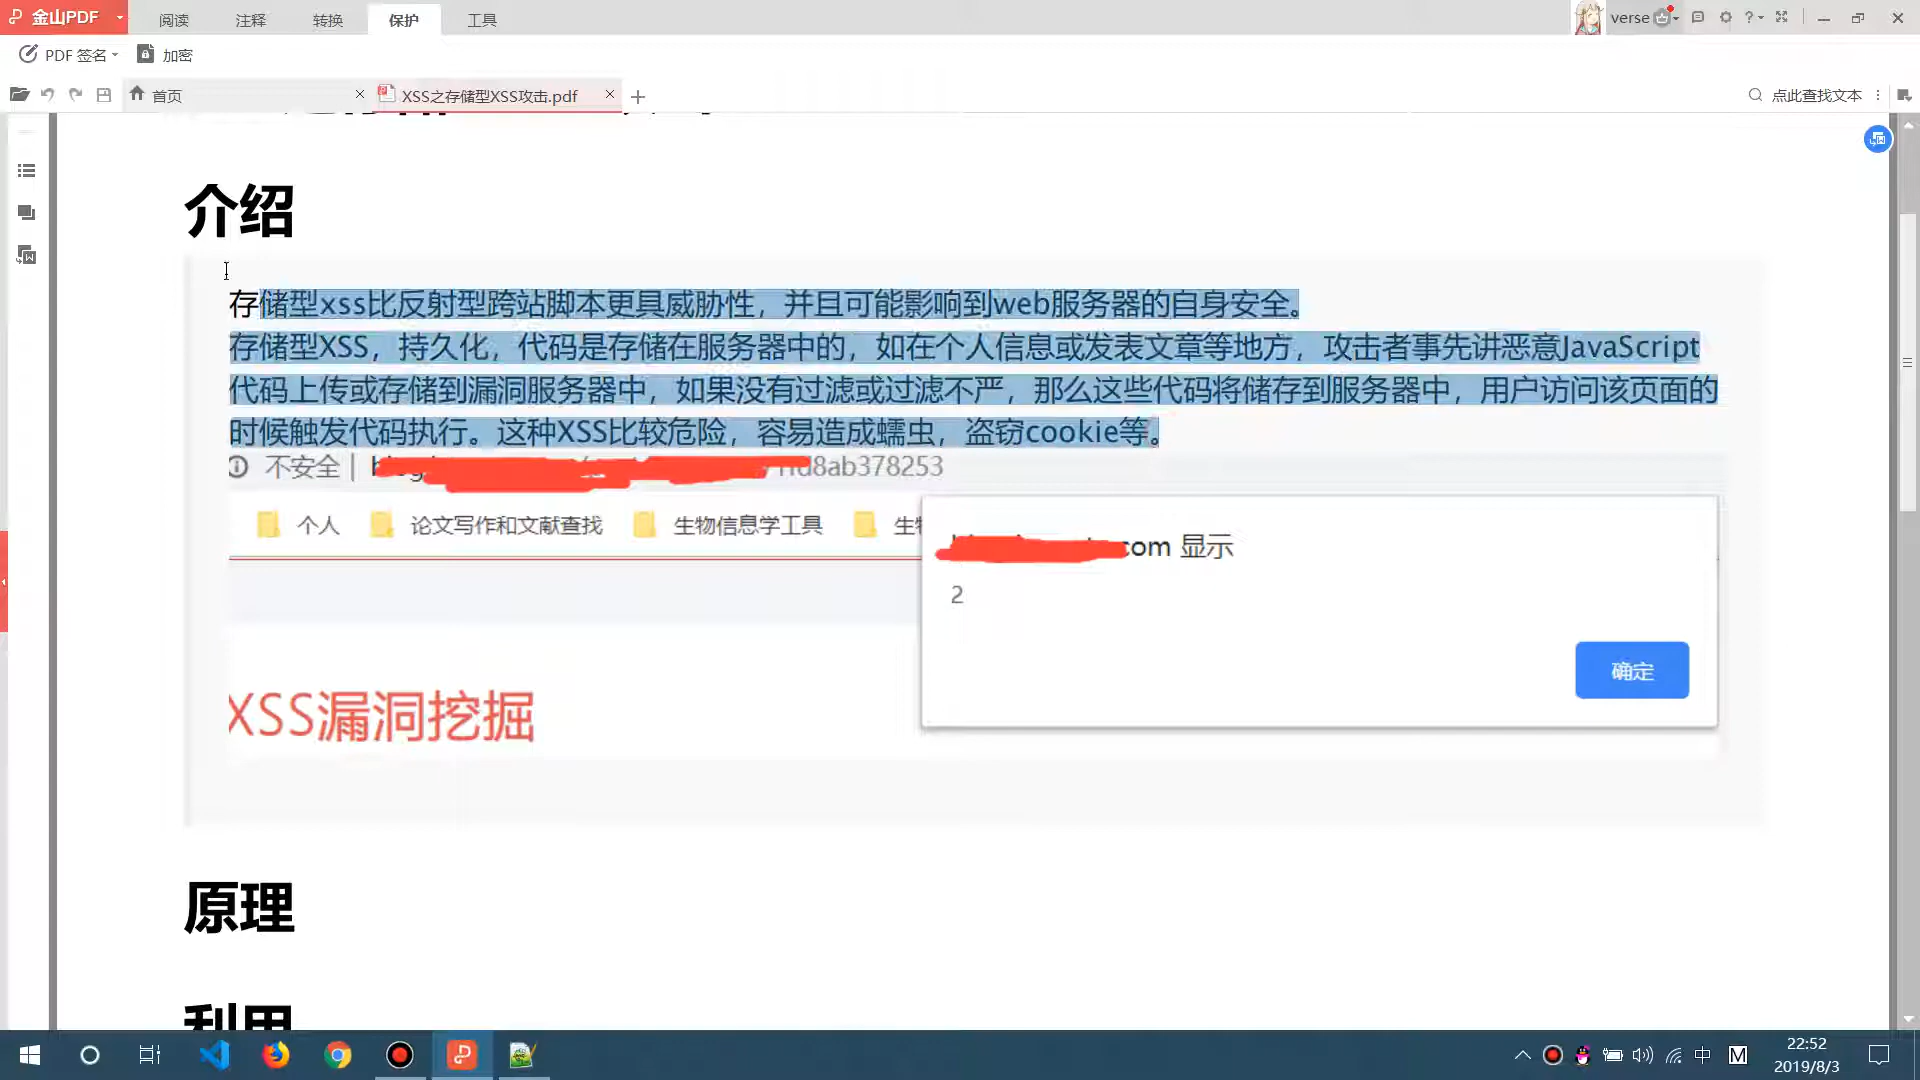 金山PDF 阅读 注释 转换 保护 工具 verse
PDF 签名 加密
首页 XSS之存储型XSS攻击.pdf 点此查找文本
介绍
存储型xss比反射型跨站脚本更具威胁性，并且可能影响到web服务器的自身安全。
存储型XSS，持久化，代码是存储在服务器中的，如在个人信息或发表文章等地方，攻击者事先讲恶意JavaScript
代码上传或存储到漏洞服务器中，如果没有过滤或过滤不严，那么这些代码将储存到服务器中，用户访问该页面的
时候触发代码执行。这种XSS比较危险，容易造成蠕虫，盗窃cookie等。
不安全 | d8ab378253
个人 论文写作和文献查找 生物信息学工具 生
.com 显示
2
确定
XSS漏洞挖掘
原理
利用
中 M 22:52
2019/8/3